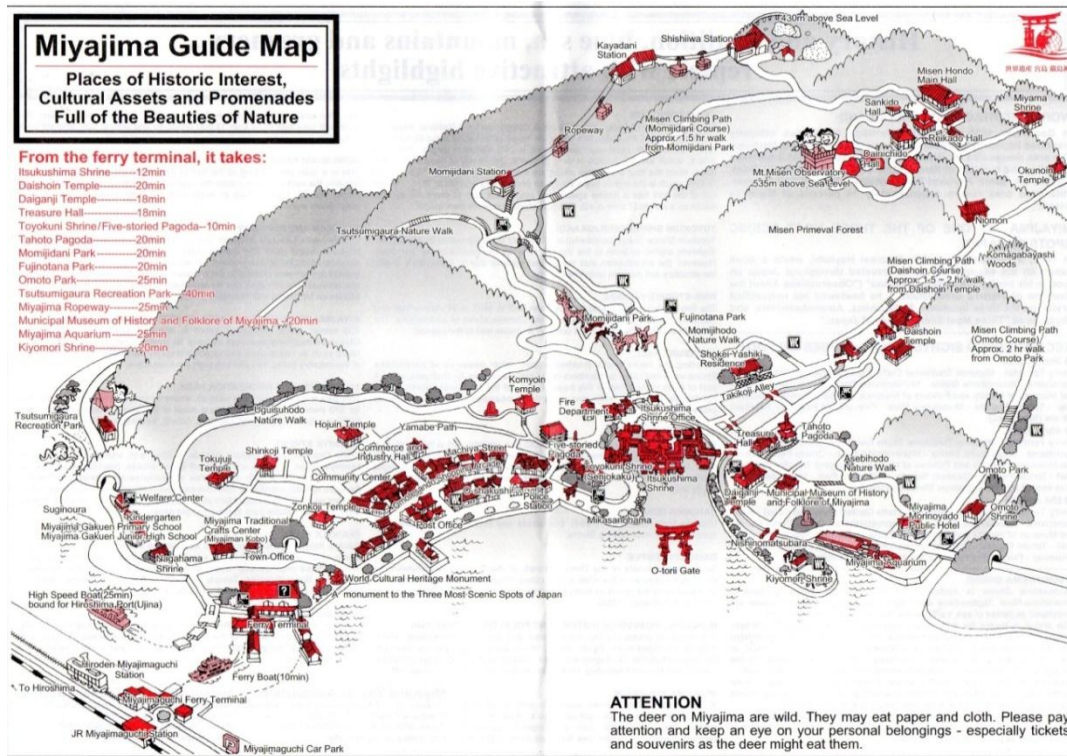 Miyajima Guide Map
Places of Historic Interest,
Cultural Assets and Promenades
Full of the Beauties of Nature
From the ferry terminal, it takes:
Itsukushima Shrine--------12min
Daishoin Temple----------20min
Daiganji Temple----------18min
Treasure Hall-------------18min
Toyokuni Shrine/Five-storied Pagoda--10min
Tahoto Pagoda------------20min
Momijidani Park----------20min
Fujinotana Park-----------20min
Omoto Park---------------25min
Tsutsumigaura Recreation Park---40min
Miyajima Ropeway--------25min
Municipal Museum of History and Folklore of Miyajima --20min
Miyajima Aquarium-------25min
Kiyomori Shrine----------20min
430m above Sea Level
Shishiiwa Station
Kayadani
Station
Ropeway
Momijidani Station
Misen Climbing Path
(Momijidani Course)
Approx. 1.5 hr walk
from Momijidani Park
Misen Hondo
Main Hall
Sankido
Hall
Reikado Hall
Miyama
Shrine
Dainichido
Hall
Mt.Misen Observatory
535m above Sea Level
Okunoin
Temple
Niomon
Misen Primeval Forest
Komagabayashi
Woods
Tsutsumigaura Nature Walk
WC
WC
Misen Climbing Path
(Daishoin Course)
Approx. 1.5 ~ 2 hr walk
from Daishoin Temple
Misen Climbing Path
(Omoto Course)
Approx. 2 hr walk
from Omoto Park
Momijidani Park
Fujinotana Park
Momijihodo
Nature Walk
WC
Shokei Yashiki
Residence
Daishoin
Temple
Takikoji Alley
Tsutsumigaura
Recreation Park
Uguisuhodo
Nature Walk
Komyoin
Temple
Fire
Department
Itsukushima
Shrine Office
Hojuin Temple
Yamabe Path
Shinkoji Temple
Tokujuji
Temple
Commerce
Industry Hall
Machiya Street
Community Center
Five-storied
Pagoda
Toyokuni Shrine
(Senjokaku)
Itsukushima
Shrine
Treasure
Hall
Tahoto
Pagoda
Asebihodo
Nature Walk
WC
Omoto Park
Omoto
Shrine
Welfare Center
Suginoura
Kindergarten
Miyajima Gakuen Primary School
Miyajima Gakuen Junior High School
Nagahama
Shrine
Miyajima Traditional
Crafts Center
(Miyajiman Kobo)
Town-Office
Zonkoji Temple
WC
Post Office
Police
Station
WC
Mikasanohama
O-torii Gate
Daiganji
Temple
Municipal Museum of History
and Folklore of Miyajima
WC
Miyajima
Morinoyado
Public Hotel
Nishinomatsubara
Kiyomori Shrine
WC
Miyajima Aquarium
World Cultural Heritage Monument
monument to the Three Most Scenic Spots of Japan
High Speed Boat(25min)
bound for Hiroshima Port(Ujina)
?
Ferry Terminal
Ferry Boat(10min)
Hiroden Miyajimaguchi
Station
To Hiroshima
Miyajimaguchi Ferry Terminal
JR Miyajimaguchi Station
P
Miyajimaguchi Car Park
ATTENTION
The deer on Miyajima are wild. They may eat paper and cloth. Please pay
attention and keep an eye on your personal belongings - especially tickets
and souvenirs as the deer might eat them.